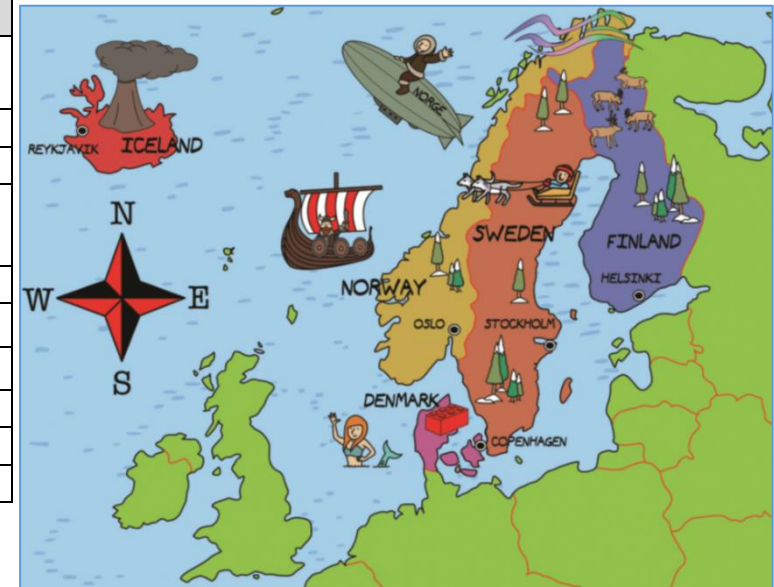 NORGE
REYKJAVIK
ICELAND
N
W
E
S
SWEDEN
FINLAND
HELSINKI
NORWAY
OSLO
STOCKHOLM
DENMARK
COPENHAGEN